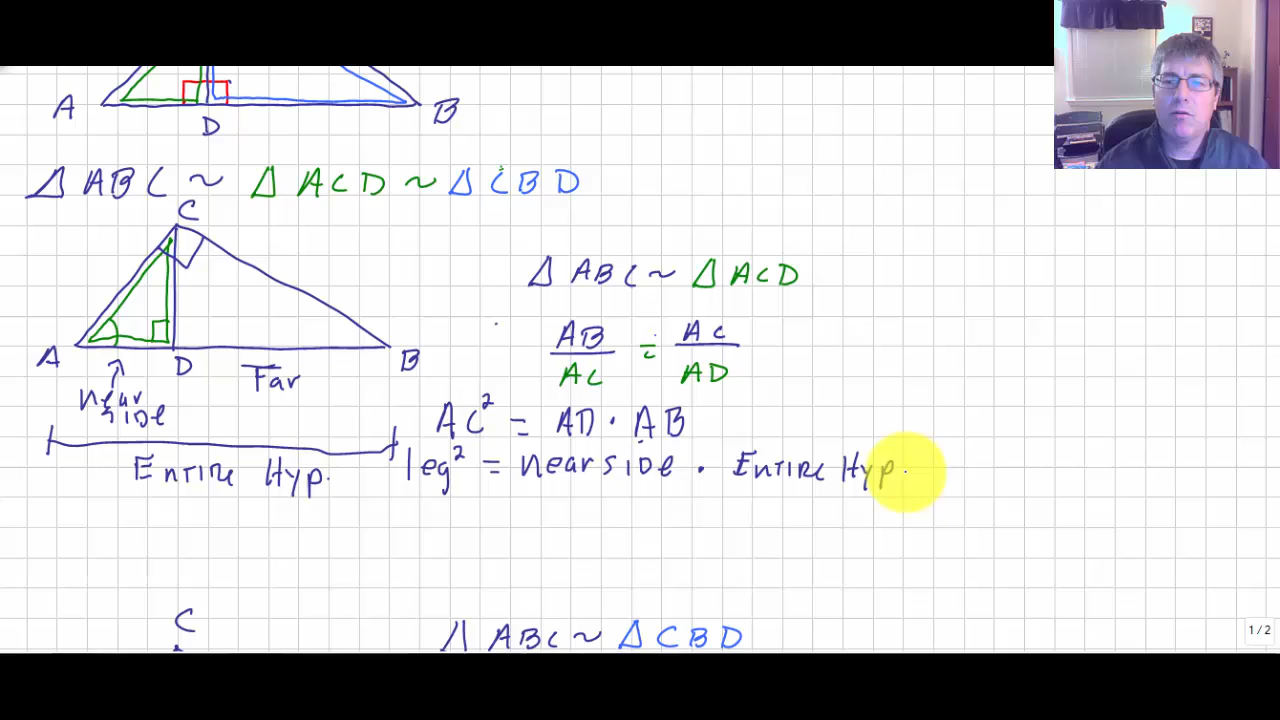 A B
D
△ABC ~ △ACD ~ △CBD
C
△ABC ~ △ACD
AB/AC = AC/AD
A D B
Far
near side
AC² = AD · AB
leg² = near side · Entire Hyp.
Entire Hyp.
C
△ABC ~ △CBD
1/2